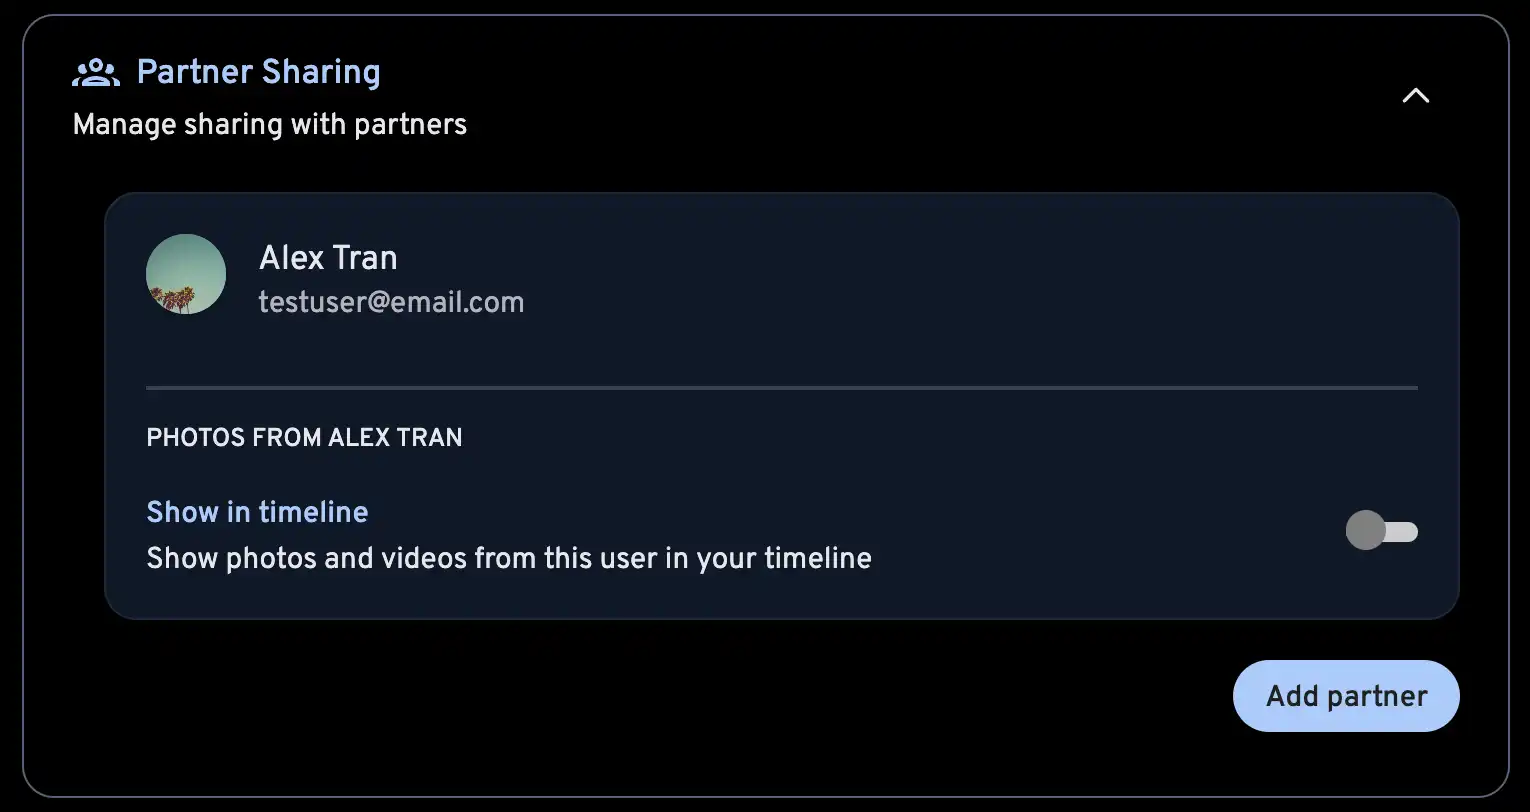 Partner Sharing
Manage sharing with partners
Alex Tran
testuser@email.com
PHOTOS FROM ALEX TRAN
Show in timeline
Show photos and videos from this user in your timeline
Add partner